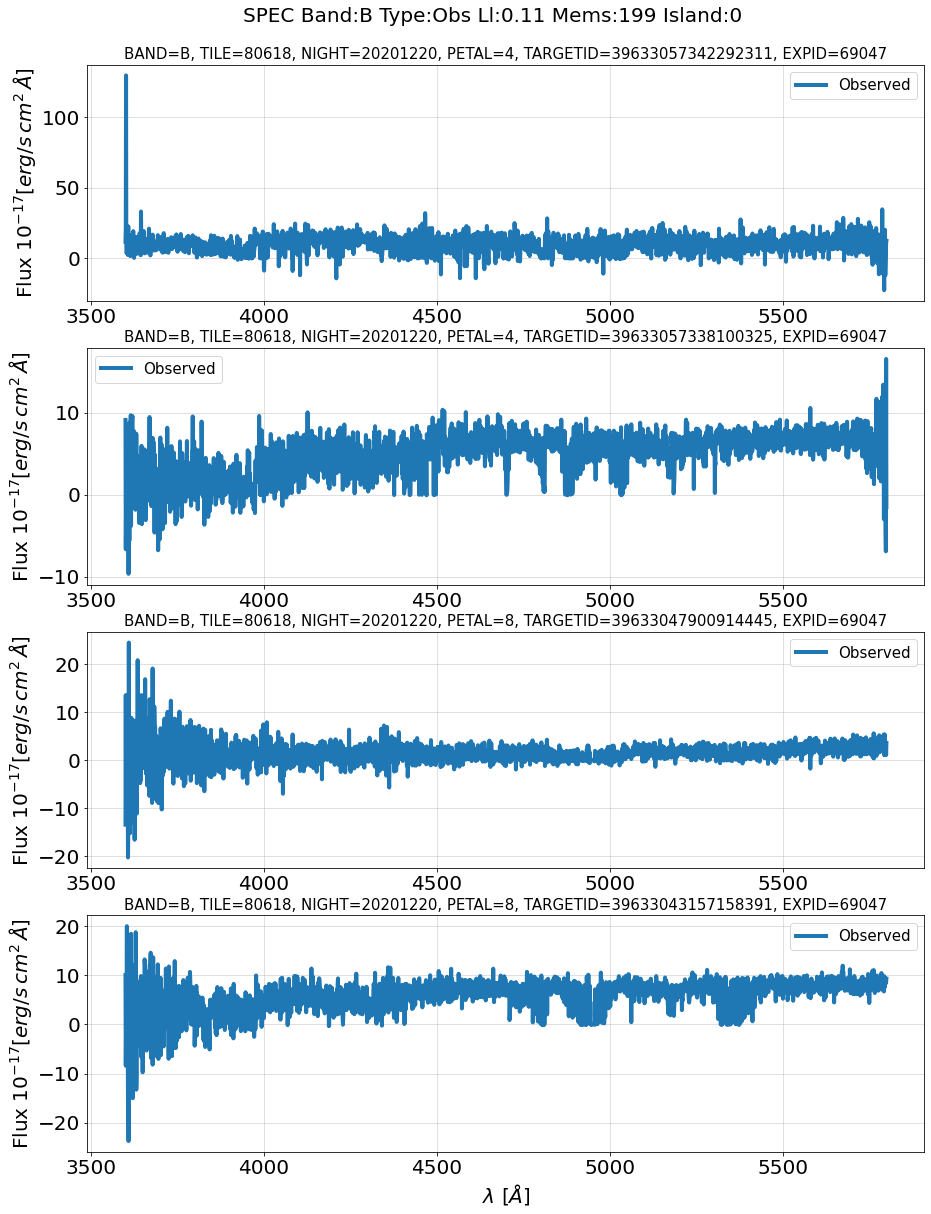 SPEC Band:B Type:Obs Ll:0.11 Mems:199 Island:0
BAND=B, TILE=80618, NIGHT=20201220, PETAL=4, TARGETID=39633057342292311, EXPID=69047
Observed
Flux 10^{-17}[erg/s cm^2 Å]
100
50
0
3500 4000 4500 5000 5500
BAND=B, TILE=80618, NIGHT=20201220, PETAL=4, TARGETID=39633057338100325, EXPID=69047
Observed
Flux 10^{-17}[erg/s cm^2 Å]
10
0
−10
3500 4000 4500 5000 5500
BAND=B, TILE=80618, NIGHT=20201220, PETAL=8, TARGETID=39633047900914445, EXPID=69047
Observed
Flux 10^{-17}[erg/s cm^2 Å]
20
10
0
−10
−20
3500 4000 4500 5000 5500
BAND=B, TILE=80618, NIGHT=20201220, PETAL=8, TARGETID=39633043157158391, EXPID=69047
Observed
Flux 10^{-17}[erg/s cm^2 Å]
20
10
0
−10
−20
3500 4000 4500 5000 5500
λ [Å]